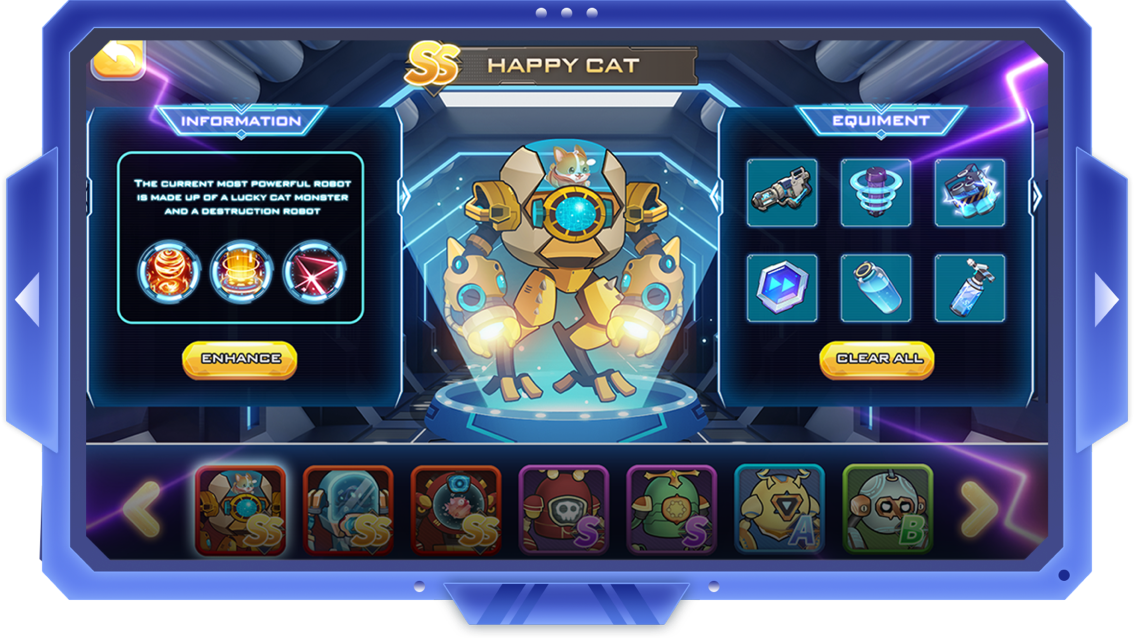 SS HAPPY CAT
INFORMATION
THE CURRENT MOST POWERFUL ROBOT
IS MADE UP OF A LUCKY CAT MONSTER
AND A DESTRUCTION ROBOT
ENHANCE
EQUIMENT
CLEAR ALL
SS SS SS S S A B